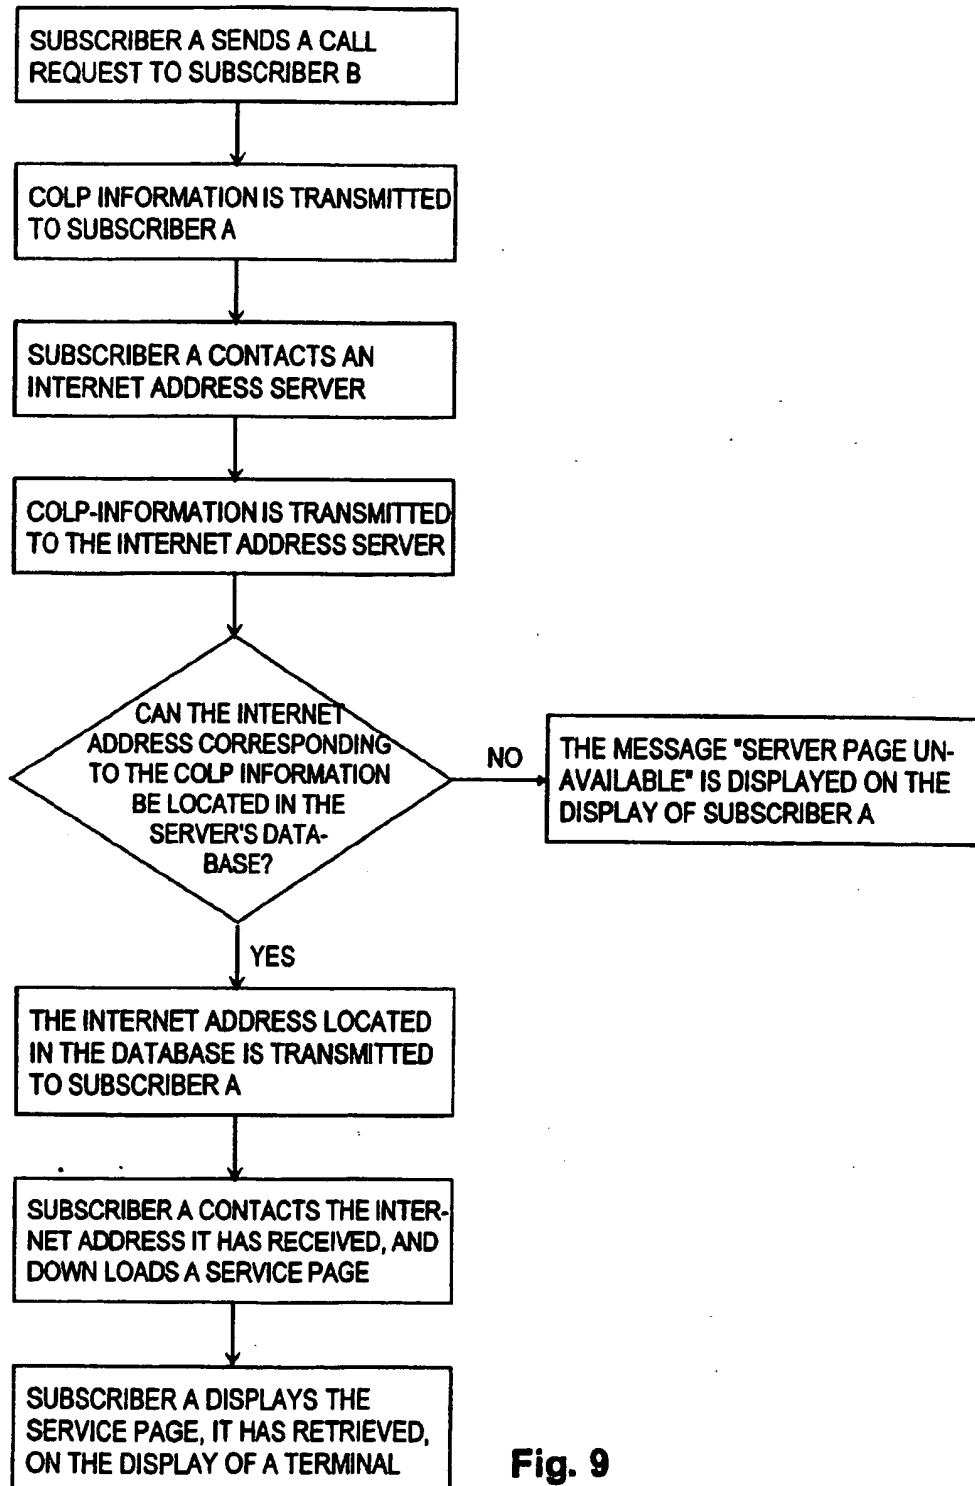 SUBSCRIBER A SENDS A CALL
REQUEST TO SUBSCRIBER B
COLP INFORMATION IS TRANSMITTED
TO SUBSCRIBER A
SUBSCRIBER A CONTACTS AN
INTERNET ADDRESS SERVER
COLP-INFORMATION IS TRANSMITTED
TO THE INTERNET ADDRESS SERVER
CAN THE INTERNET
ADDRESS CORRESPONDING
TO THE COLP INFORMATION
BE LOCATED IN THE
SERVER'S DATA-
BASE?
NO
THE MESSAGE "SERVER PAGE UN-
AVAILABLE" IS DISPLAYED ON THE
DISPLAY OF SUBSCRIBER A
YES
THE INTERNET ADDRESS LOCATED
IN THE DATABASE IS TRANSMITTED
TO SUBSCRIBER A
SUBSCRIBER A CONTACTS THE INTER-
NET ADDRESS IT HAS RECEIVED, AND
DOWN LOADS A SERVICE PAGE
SUBSCRIBER A DISPLAYS THE
SERVICE PAGE, IT HAS RETRIEVED,
ON THE DISPLAY OF A TERMINAL
Fig. 9